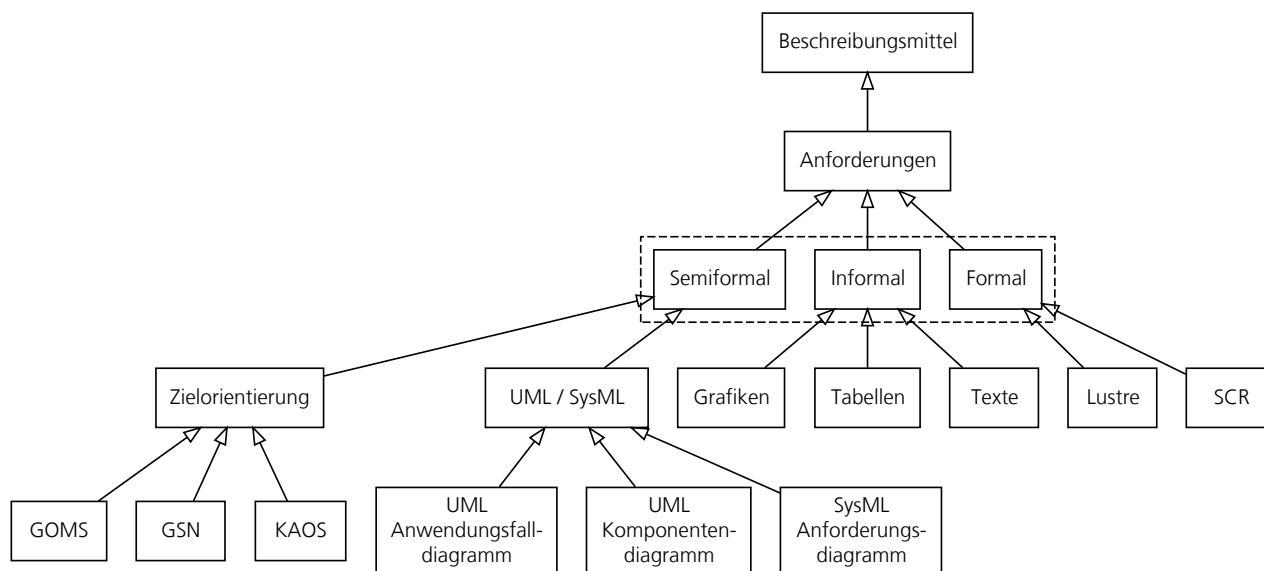 Beschreibungsmittel
Anforderungen
Semiformal
Informal
Formal
Zielorientierung
UML / SysML
Grafiken
Tabellen
Texte
Lustre
SCR
GOMS
GSN
KAOS
UML
Anwendungsfall-
diagramm
UML
Komponenten-
diagramm
SysML
Anforderungs-
diagramm